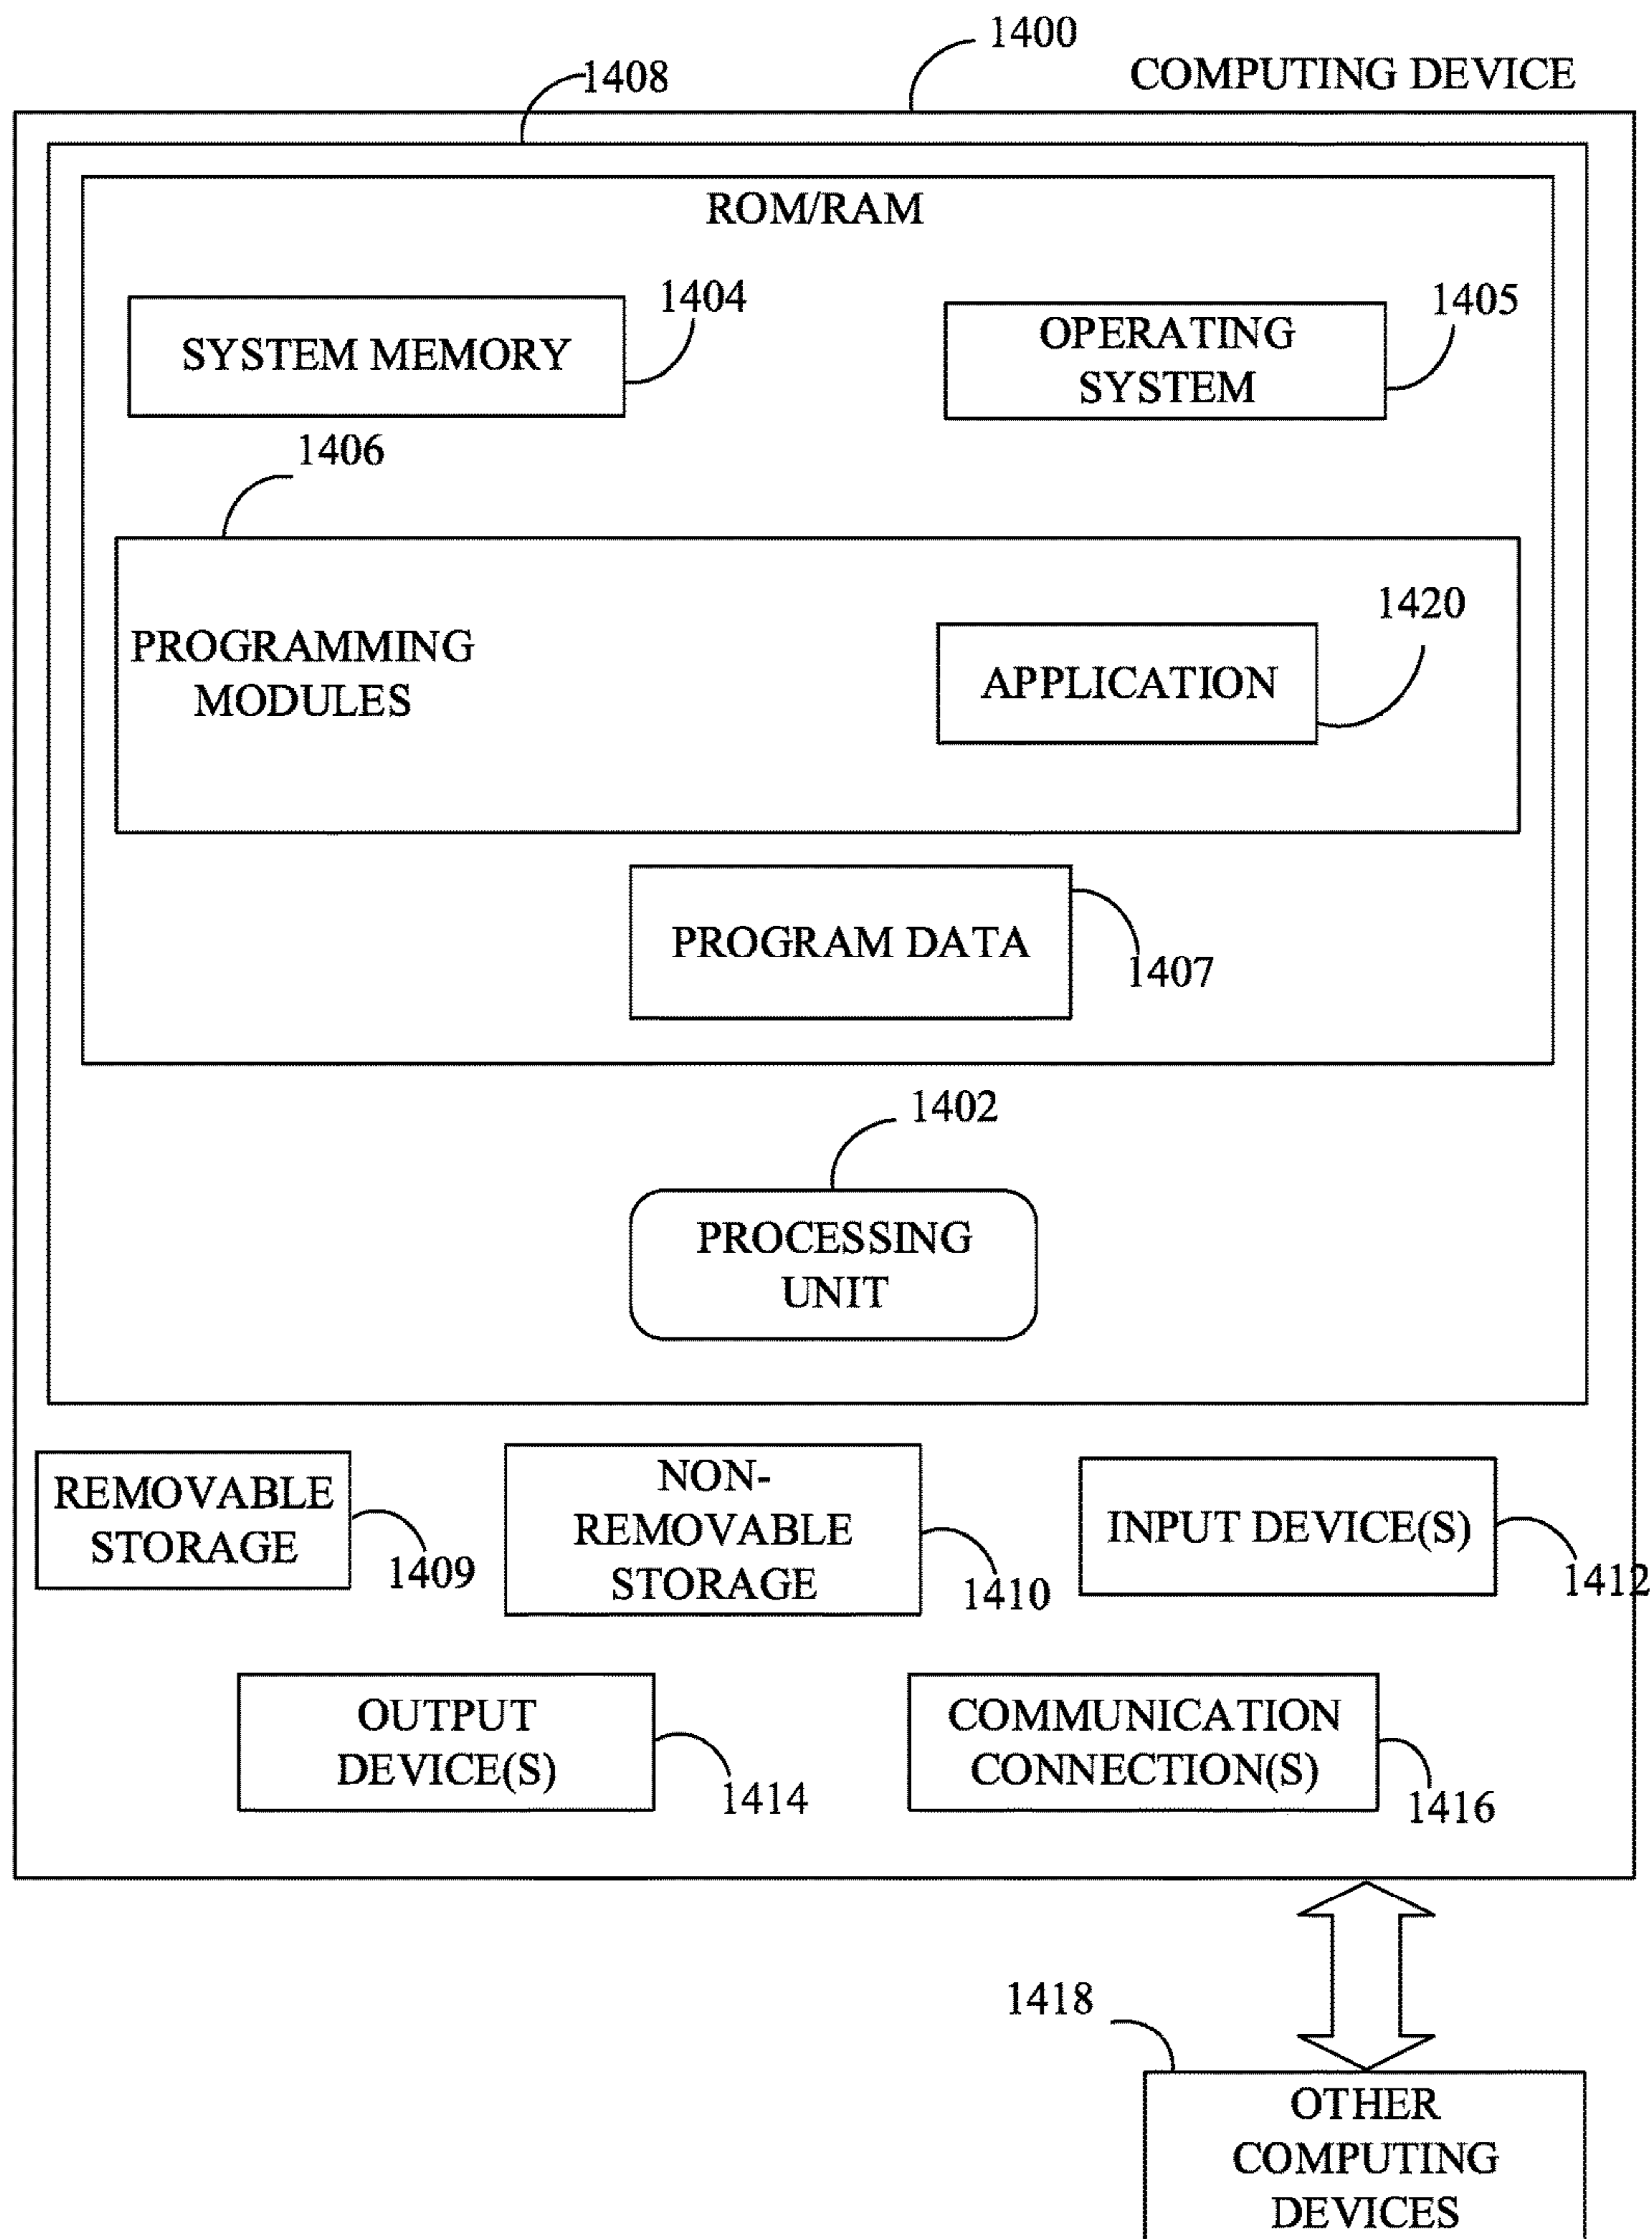 1400
COMPUTING DEVICE
1408
ROM/RAM
1404
SYSTEM MEMORY
1405
OPERATING
SYSTEM
1406
PROGRAMMING
MODULES
1420
APPLICATION
PROGRAM DATA
1407
1402
PROCESSING
UNIT
REMOVABLE
STORAGE
1409
NON-
REMOVABLE
STORAGE
1410
INPUT DEVICE(S)
1412
OUTPUT
DEVICE(S)
1414
COMMUNICATION
CONNECTION(S)
1416
1418
OTHER
COMPUTING
DEVICES